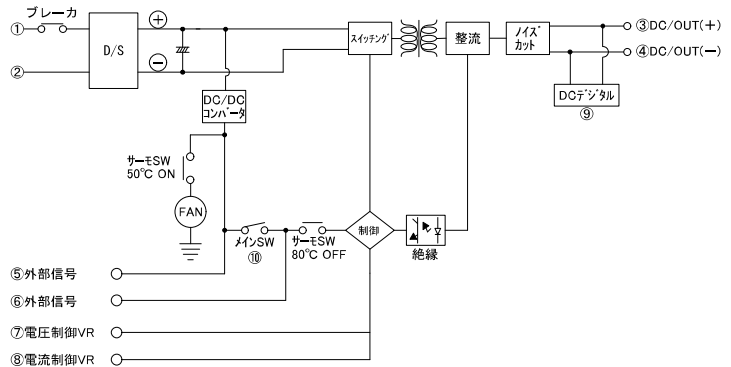 ブレーカ
①
②
D/S
+
−
スイッチング
整流
ノイズ
カット
③DC/OUT(+)
④DC/OUT(−)
DCデジタル
⑨
DC/DC
コンバータ
サーモSW
50℃ ON
FAN
メインSW
⑩
サーモSW
80℃ OFF
制御
絶縁
⑤外部信号
⑥外部信号
⑦電圧制御VR
⑧電流制御VR